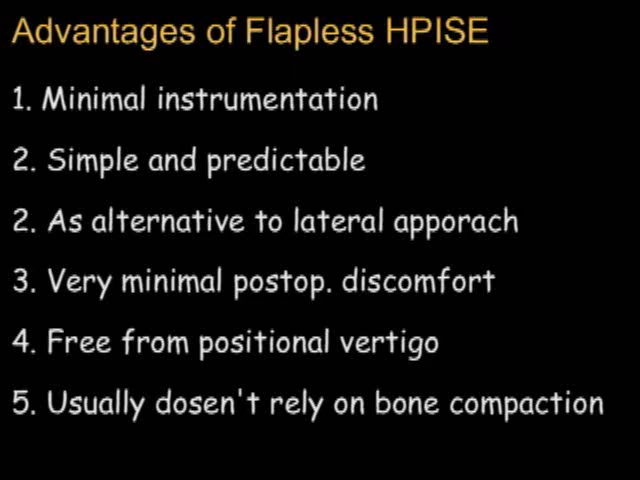 Advantages of Flapless HPISE
1. Minimal instrumentation
2. Simple and predictable
2. As alternative to lateral apporach
3. Very minimal postop. discomfort
4. Free from positional vertigo
5. Usually dosen't rely on bone compaction